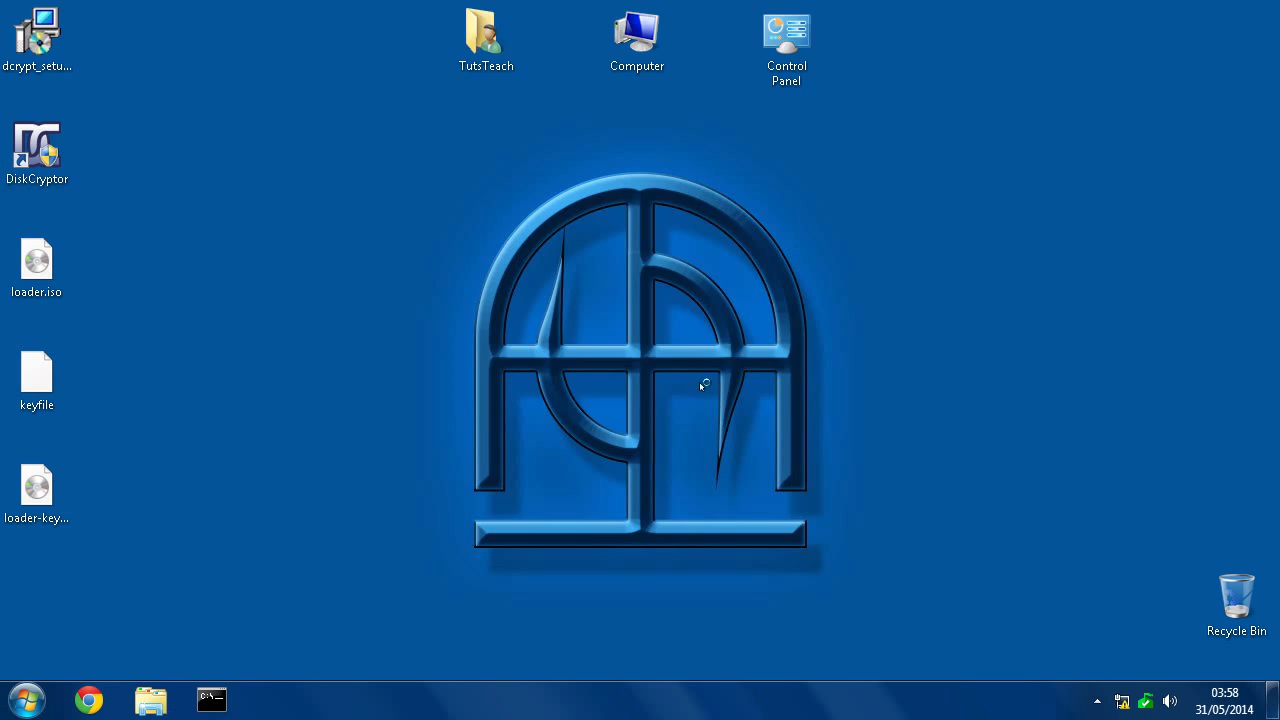 dcrypt_setu...
TutsTeach
Computer
Control
Panel
DiskCryptor
loader.iso
keyfile
loader-key...
Recycle Bin
C:\-
03:58
31/05/2014